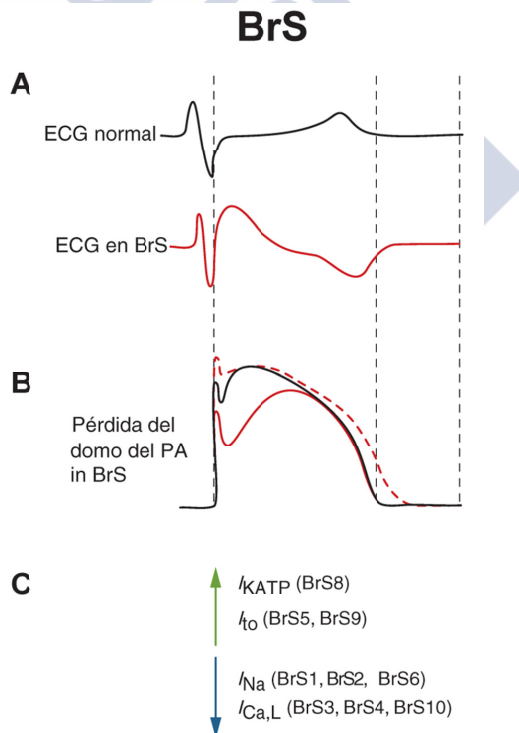 BrS
A
ECG normal
ECG en BrS
B
Pérdida del
domo del PA
in BrS
C
IKATP (BrS8)
Ito (BrS5, BrS9)
INa (BrS1, BrS2, BrS6)
ICa,L (BrS3, BrS4, BrS10)